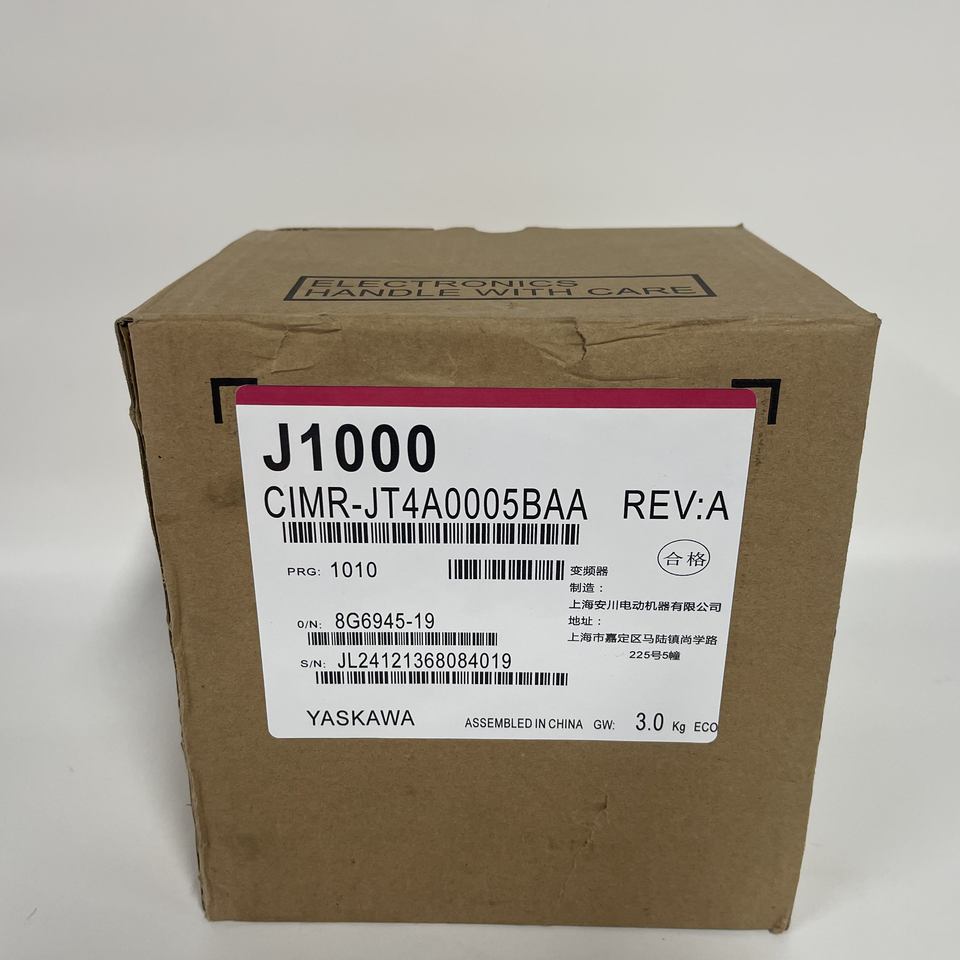 ELECTRONICS
HANDLE WITH CARE
J1000
CIMR-JT4A0005BAA REV:A
合格
PRG: 1010
变频器
制造：
上海安川电动机器有限公司
地址：
上海市嘉定区马陆镇尚学路
225号5幢
O/N: 8G6945-19
S/N: JL24121368084019
YASKAWA ASSEMBLED IN CHINA GW: 3.0 Kg ECO